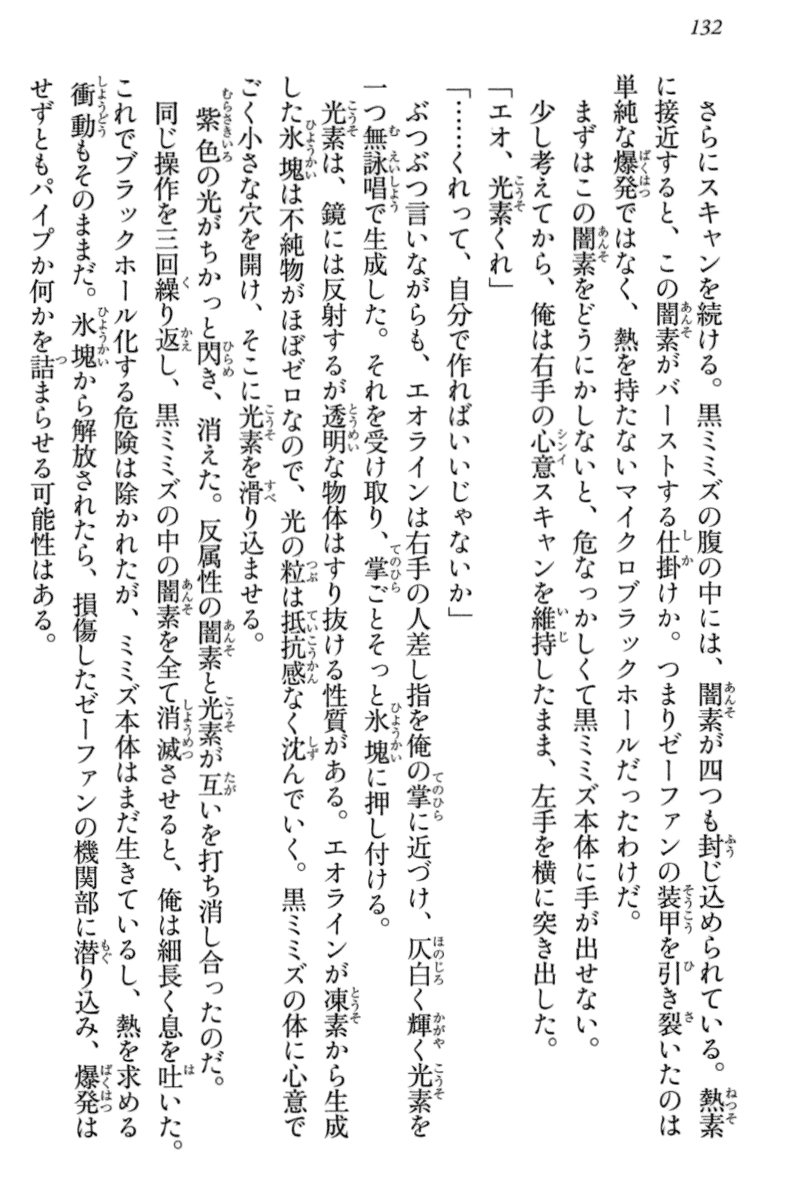 132
さらにスキャンを続ける。黒ミミズの腹の中には、闇素が四つも封じ込められている。熱素
に接近すると、この闇素がバーストする仕掛けか。つまりゼーファンの装甲を引き裂いたのは
単純な爆発ではなく、熱を持たないマイクロブラックホールだったわけだ。
まずはこの闇素をどうにかしないと、危なっかしくて黒ミミズ本体に手が出せない。
少し考えてから、俺は右手の心意スキャンを維持したまま、左手を横に突き出した。
「エオ、光素くれ」
「……くれって、自分で作ればいいじゃないか」
ぶつぶつ言いながらも、エオラインは右手の人差し指を俺の掌に近づけ、仄白く輝く光素を
一つ無詠唱で生成した。それを受け取り、掌ごとそっと氷塊に押し付ける。
光素は、鏡には反射するが透明な物体はすり抜ける性質がある。エオラインが凍素から生成
した氷塊は不純物がほぼゼロなので、光の粒は抵抗感なく沈んでいく。黒ミミズの体に心意で
ごく小さな穴を開け、そこに光素を滑り込ませる。
紫色の光がちかっと閃き、消えた。反属性の闇素と光素が互いを打ち消し合ったのだ。
同じ操作を三回繰り返し、黒ミミズの中の闇素を全て消滅させると、俺は細長く息を吐いた。
これでブラックホール化する危険は除かれたが、ミミズ本体はまだ生きているし、熱を求める
衝動もそのままだ。氷塊から解放されたら、損傷したゼーファンの機関部に潜り込み、爆発は
せずともパイプか何かを詰まらせる可能性はある。